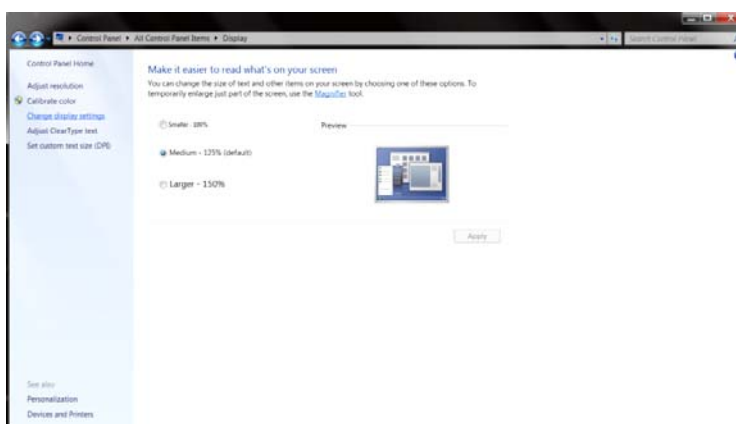 Control Panel ▸ All Control Panel Items ▸ Display
Search Control Panel
Control Panel Home
Adjust resolution
Calibrate color
Change display settings
Adjust ClearType text
Set custom text size (DPI)
Make it easier to read what's on your screen
You can change the size of text and other items on your screen by choosing one of these options. To
temporarily enlarge just part of the screen, use the Magnifier tool.
Smaller - 100%
Preview
Medium - 125% (default)
Larger - 150%
Apply
See also
Personalization
Devices and Printers